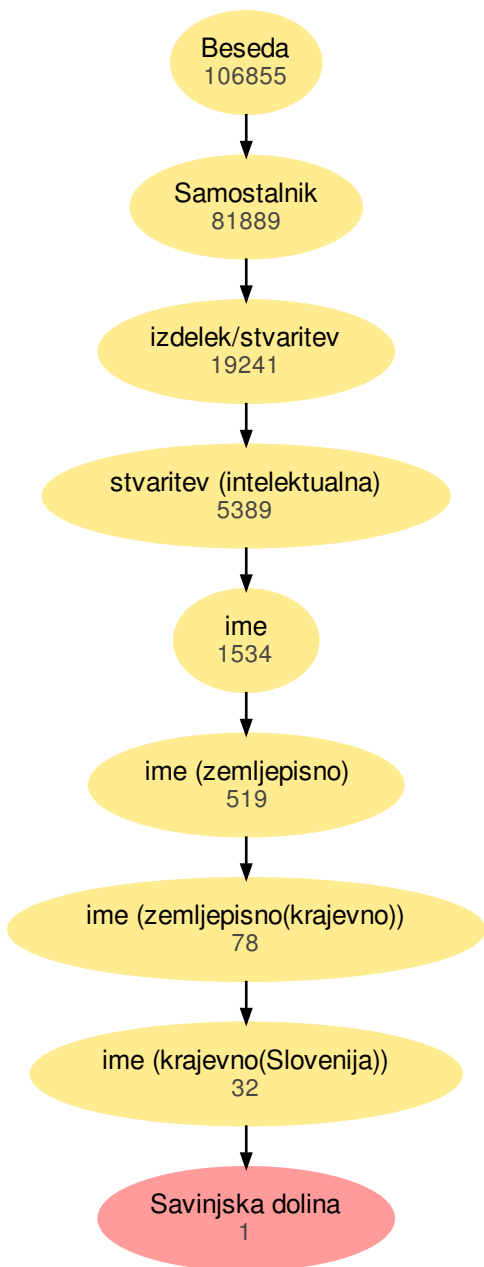 Beseda
106855
Samostalnik
81889
izdelek/stvaritev
19241
stvaritev (intelektualna)
5389
ime
1534
ime (zemljepisno)
519
ime (zemljepisno(krajevno))
78
ime (krajevno(Slovenija))
32
Savinjska dolina
1